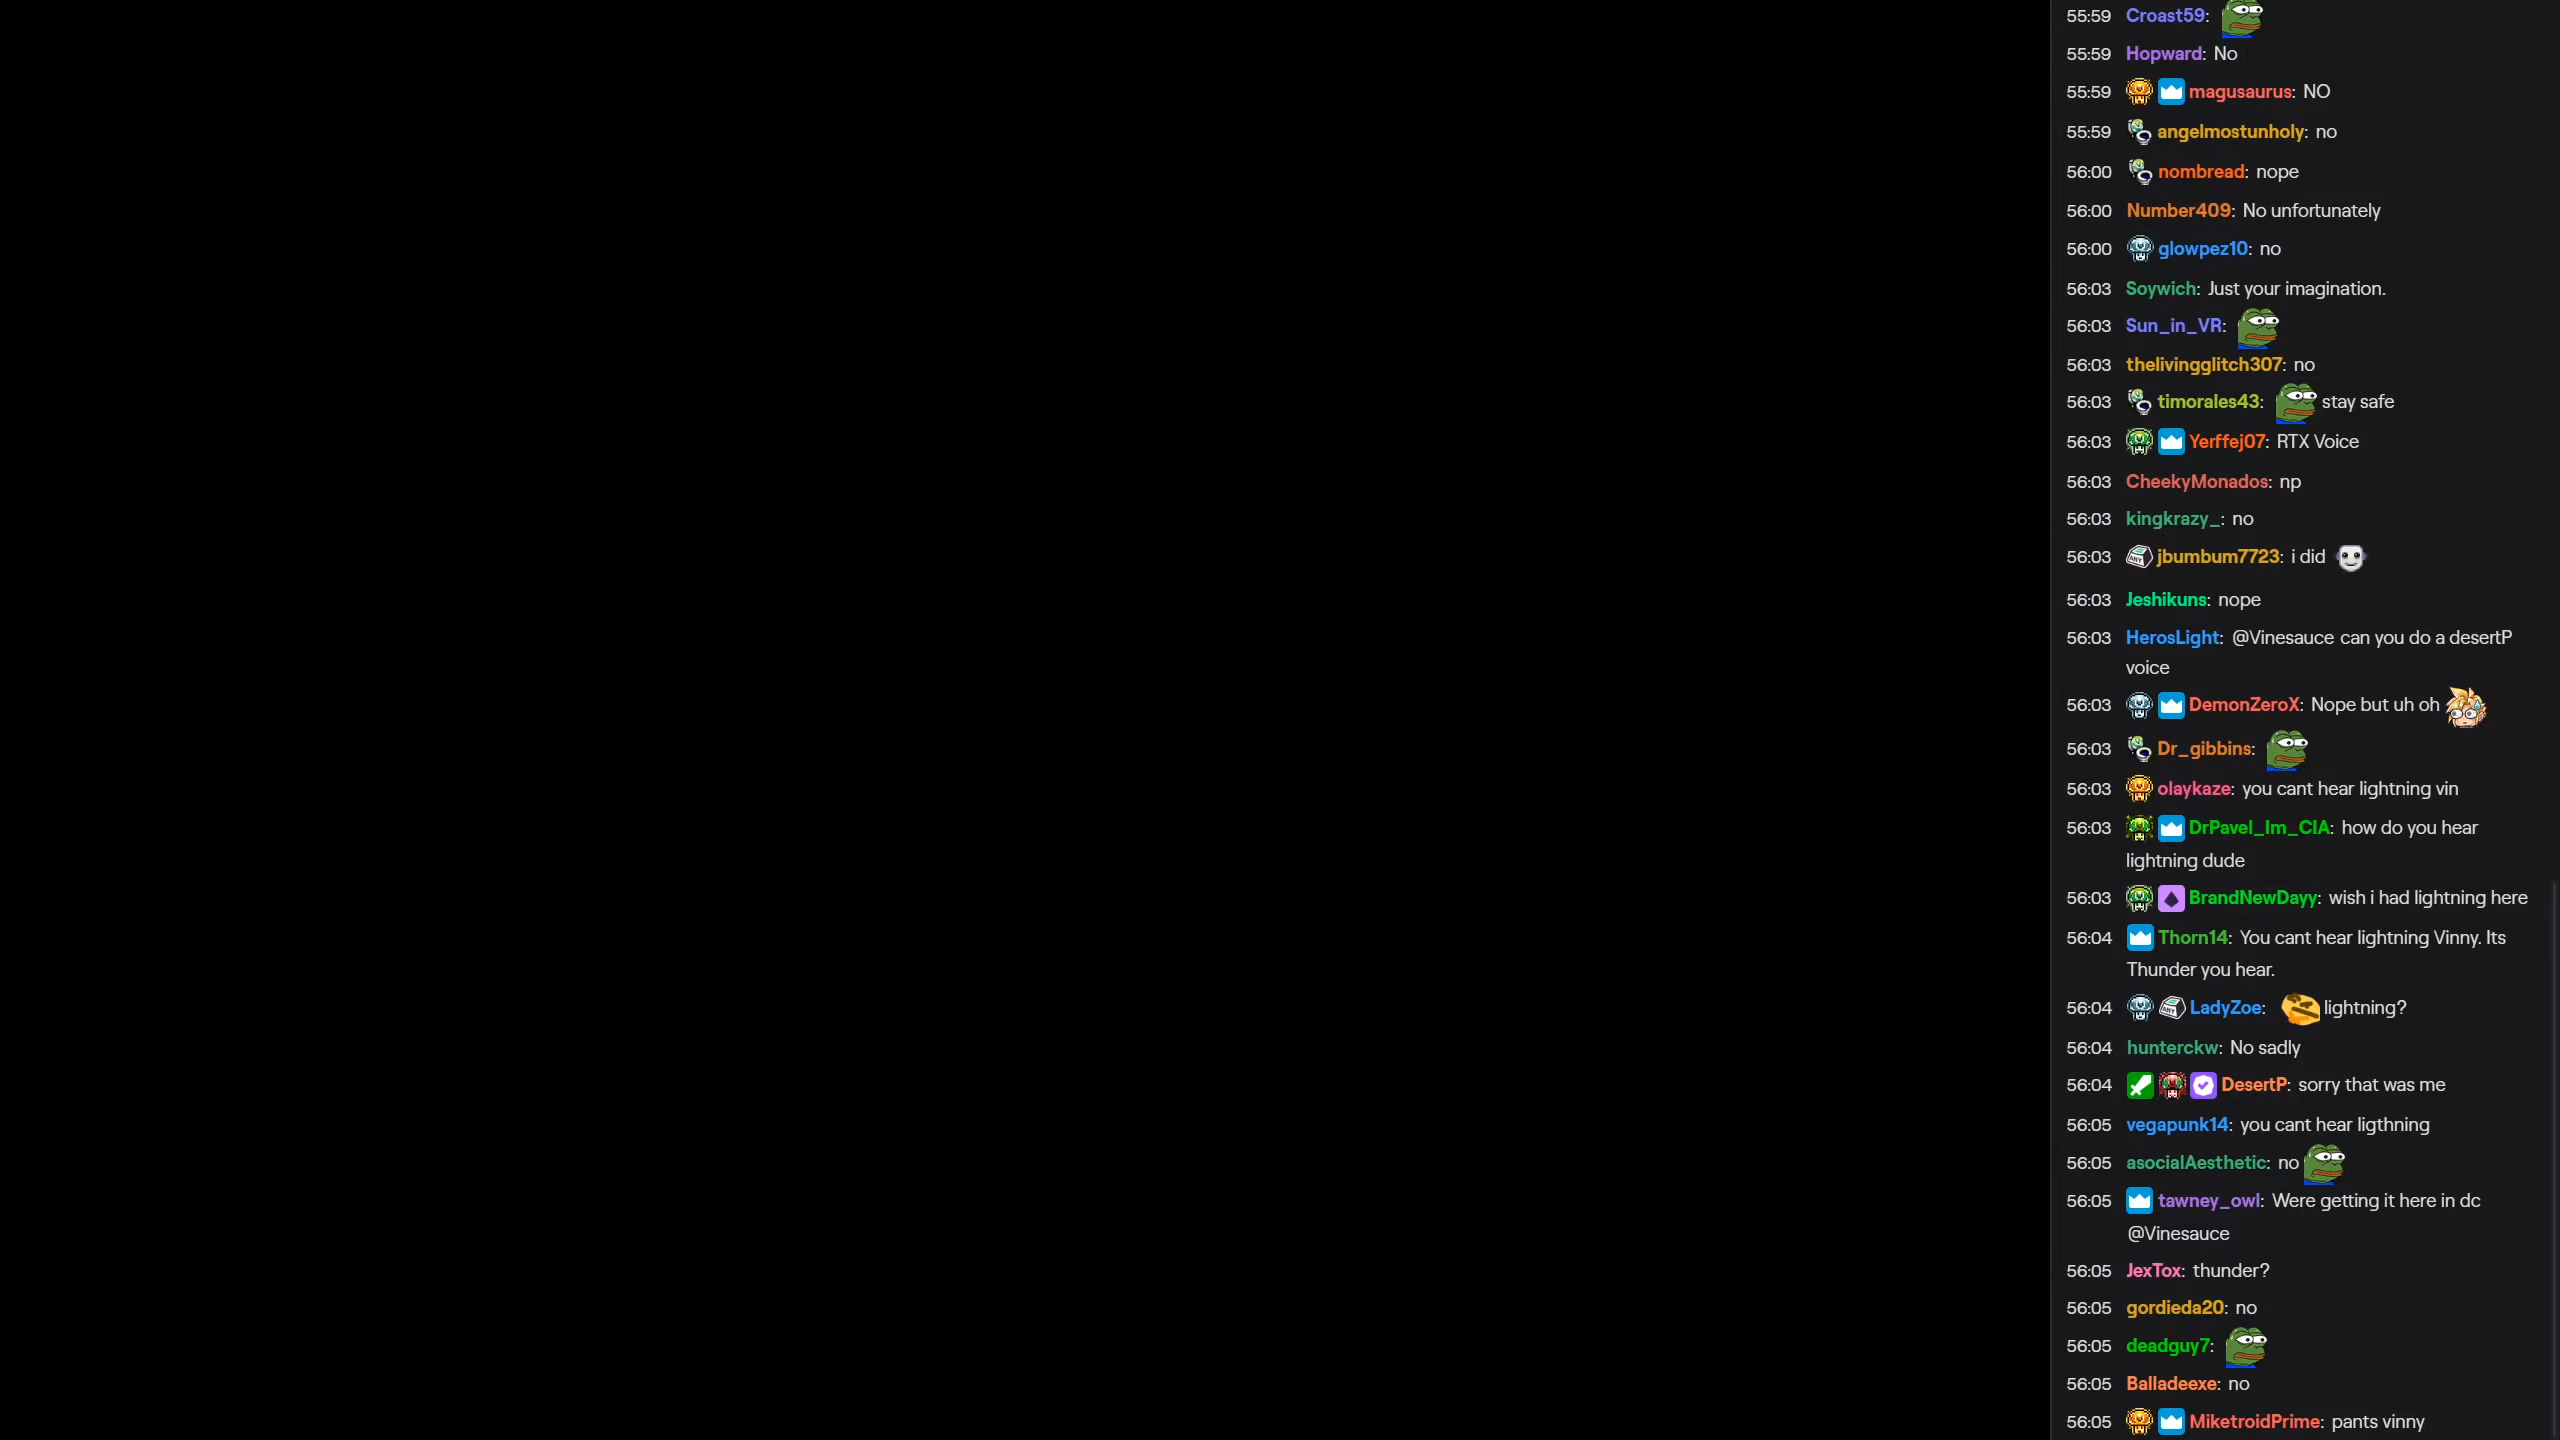 55:59 Croast59:
55:59 Hopward: No
55:59 magusaurus: NO
55:59 angelmostunholy: no
56:00 nombread: nope
56:00 Number409: No unfortunately
56:00 glowpez10: no
56:03 Soywich: Just your imagination.
56:03 Sun_in_VR:
56:03 thelivingglitch307: no
56:03 timorales43: stay safe
56:03 Yerffej07: RTX Voice
56:03 CheekyMonados: np
56:03 kingkrazy_: no
56:03 jbumbum7723: i did
56:03 Jeshikuns: nope
56:03 HerosLight: @Vinesauce can you do a desertP
voice
56:03 DemonZeroX: Nope but uh oh
56:03 Dr_gibbins:
56:03 olaykaze: you cant hear lightning vin
56:03 DrPavel_Im_CIA: how do you hear
lightning dude
56:03 BrandNewDayy: wish i had lightning here
56:04 Thorn14: You cant hear lightning Vinny. Its
Thunder you hear.
56:04 LadyZoe: lightning?
56:04 hunterckw: No sadly
56:04 DesertP: sorry that was me
56:05 vegapunk14: you cant hear ligthning
56:05 asocialAesthetic: no
56:05 tawney_owl: Were getting it here in dc
@Vinesauce
56:05 JexTox: thunder?
56:05 gordieda20: no
56:05 deadguy7:
56:05 Balladeexe: no
56:05 MiketroidPrime: pants vinny